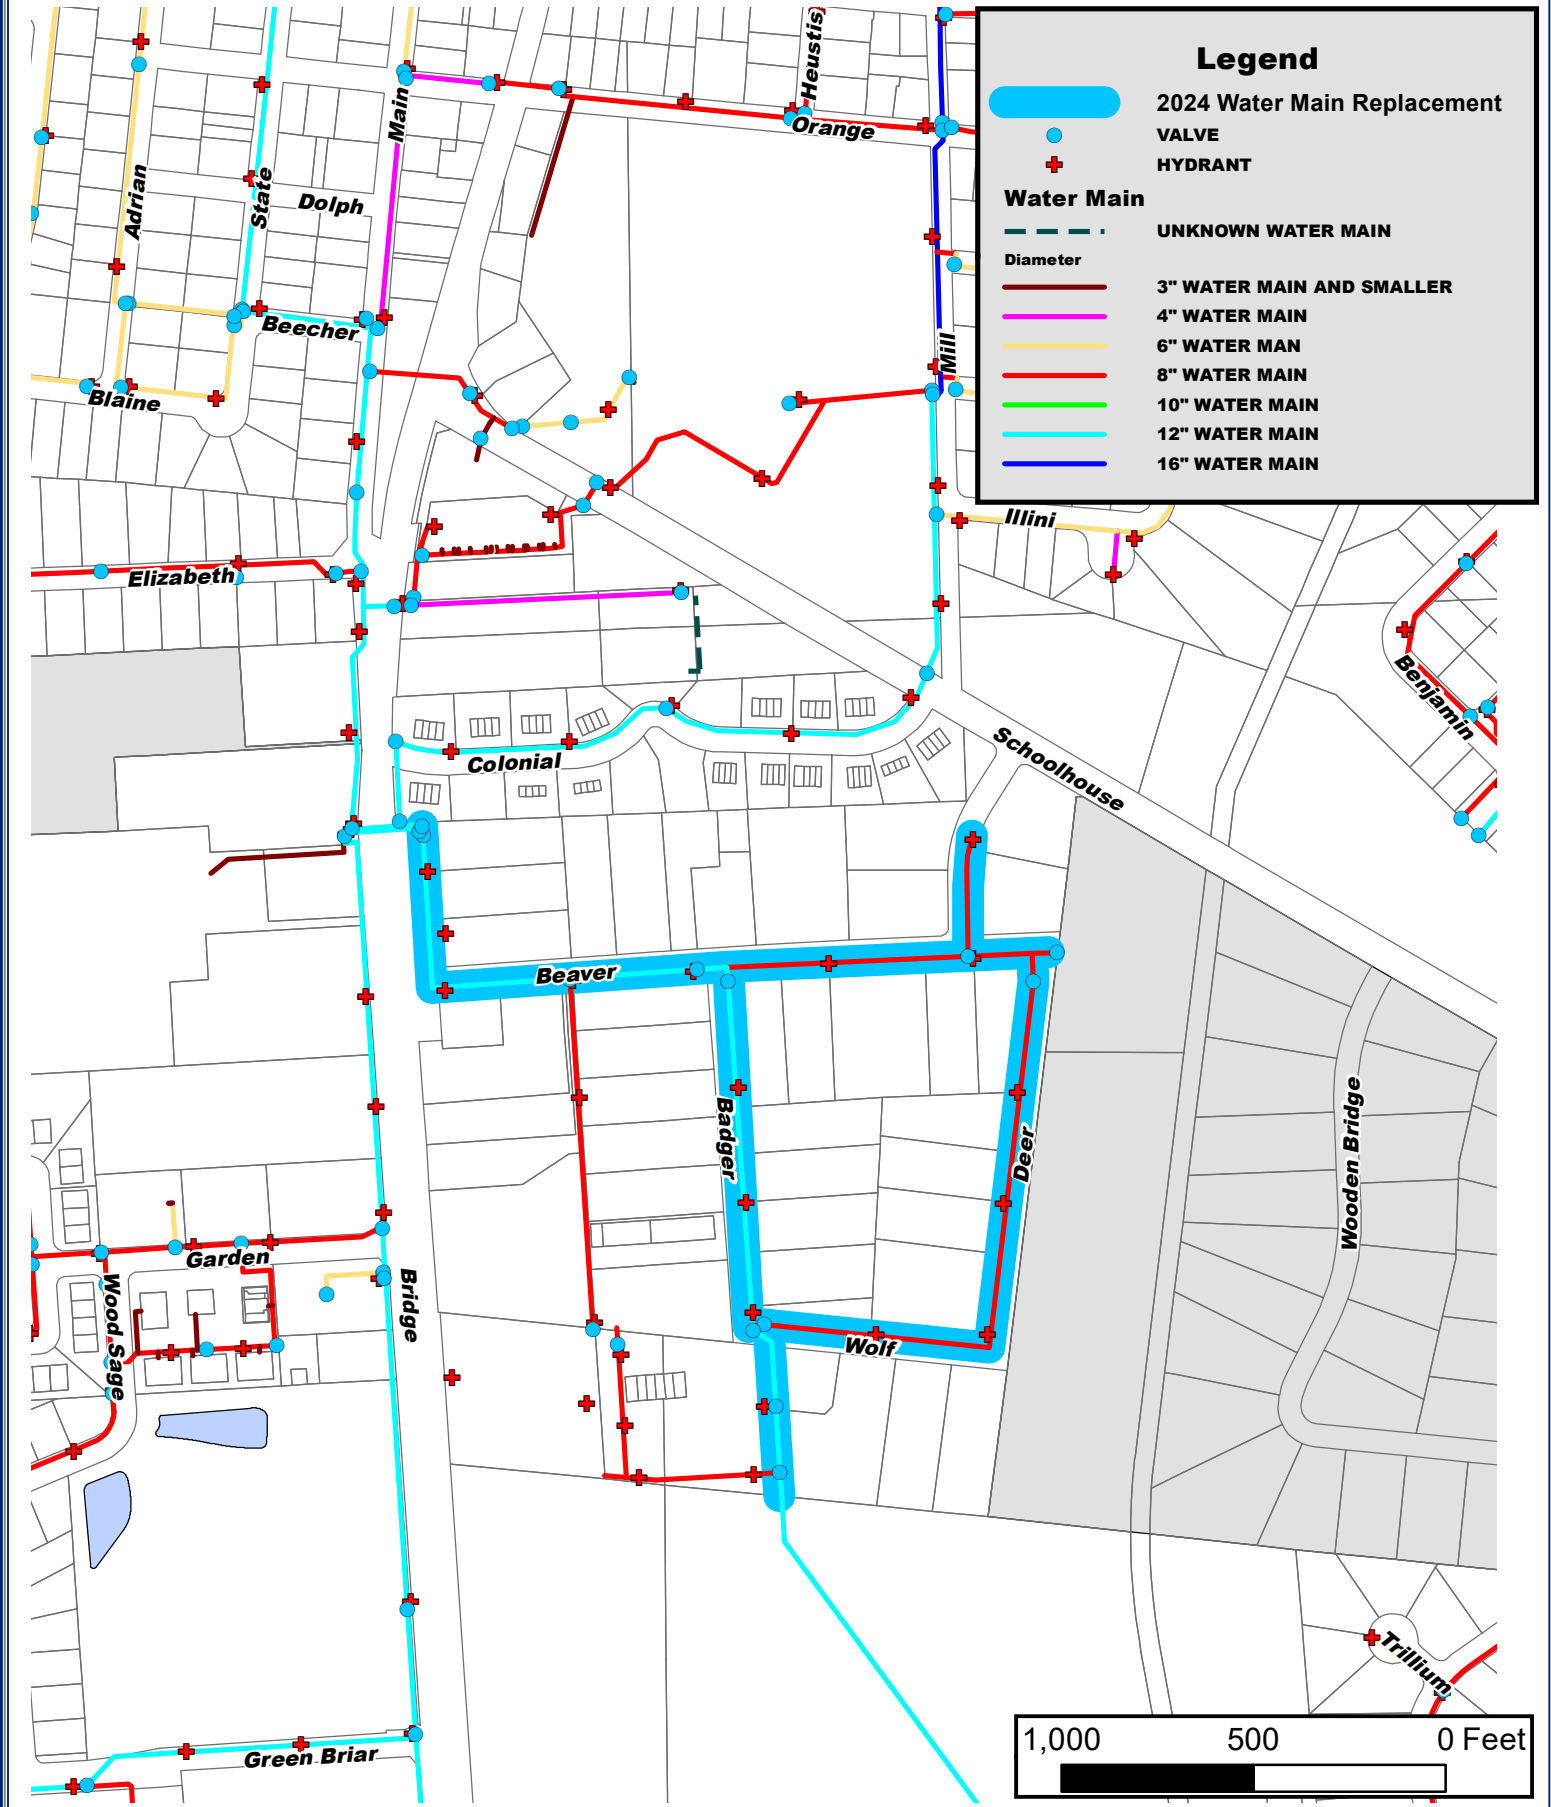 Legend
2024 Water Main Replacement
VALVE
HYDRANT
Water Main
UNKNOWN WATER MAIN
Diameter
3" WATER MAIN AND SMALLER
4" WATER MAIN
6" WATER MAN
8" WATER MAIN
10" WATER MAIN
12" WATER MAIN
16" WATER MAIN
Heustis
Main
Orange
Adrian
State
Dolph
Beecher
Mill
Blaine
Illini
Elizabeth
Benjamin
Colonial
Schoolhouse
Beaver
Badger
Deer
Wooden Bridge
Garden
Wood Sage
Bridge
Wolf
Trillium
Green Briar
1,000 500 0 Feet